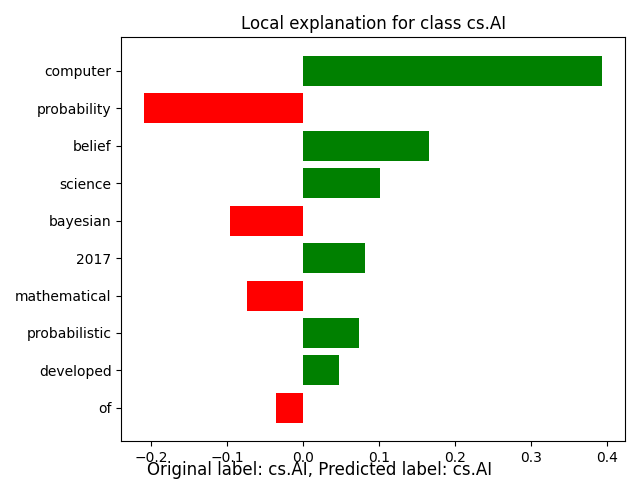 Local explanation for class cs.AI
computer
probability
belief
science
bayesian
2017
mathematical
probabilistic
developed
of
−0.2 −0.1 0.0 0.1 0.2 0.3 0.4
Original label: cs.AI, Predicted label: cs.AI